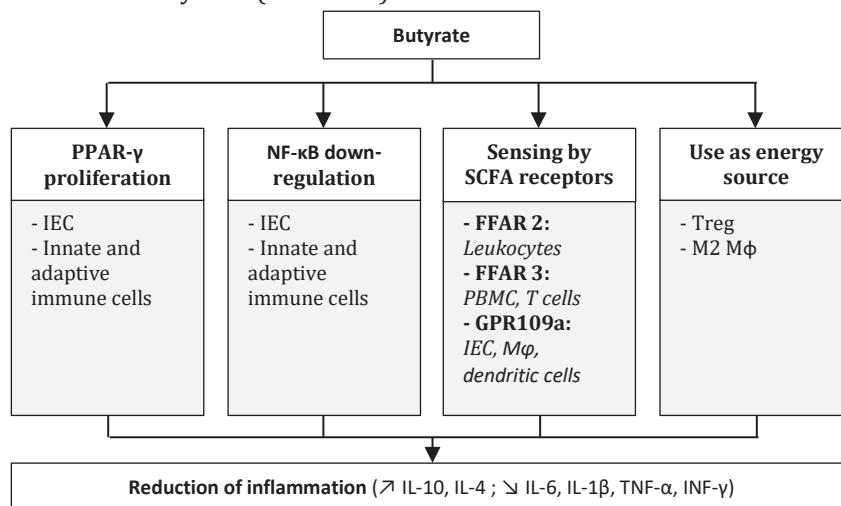 Butyrate
PPAR-γ
proliferation
- IEC
- Innate and
adaptive
immune cells
NF-κB down-
regulation
- IEC
- Innate and
adaptive
immune cells
Sensing by
SCFA receptors
- FFAR 2:
Leukocytes
- FFAR 3:
PBMC, T cells
- GPR109a:
IEC, Mφ,
dendritic cells
Use as energy
source
- Treg
- M2 Mϕ
Reduction of inflammation (↗ IL-10, IL-4 ; ↘ IL-6, IL-1β, TNF-α, INF-γ)